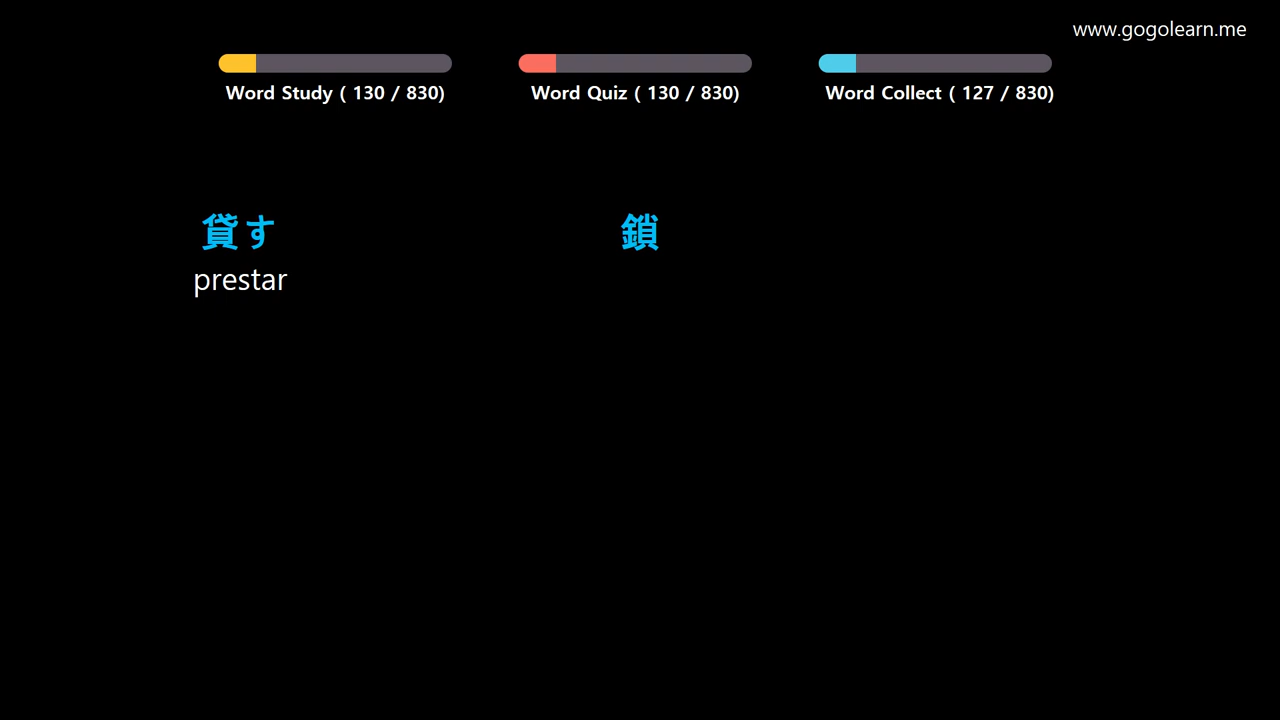 www.gogolearn.me
Word Study ( 130 / 830)
Word Quiz ( 130 / 830)
Word Collect ( 127 / 830)
貸す
prestar
鎖